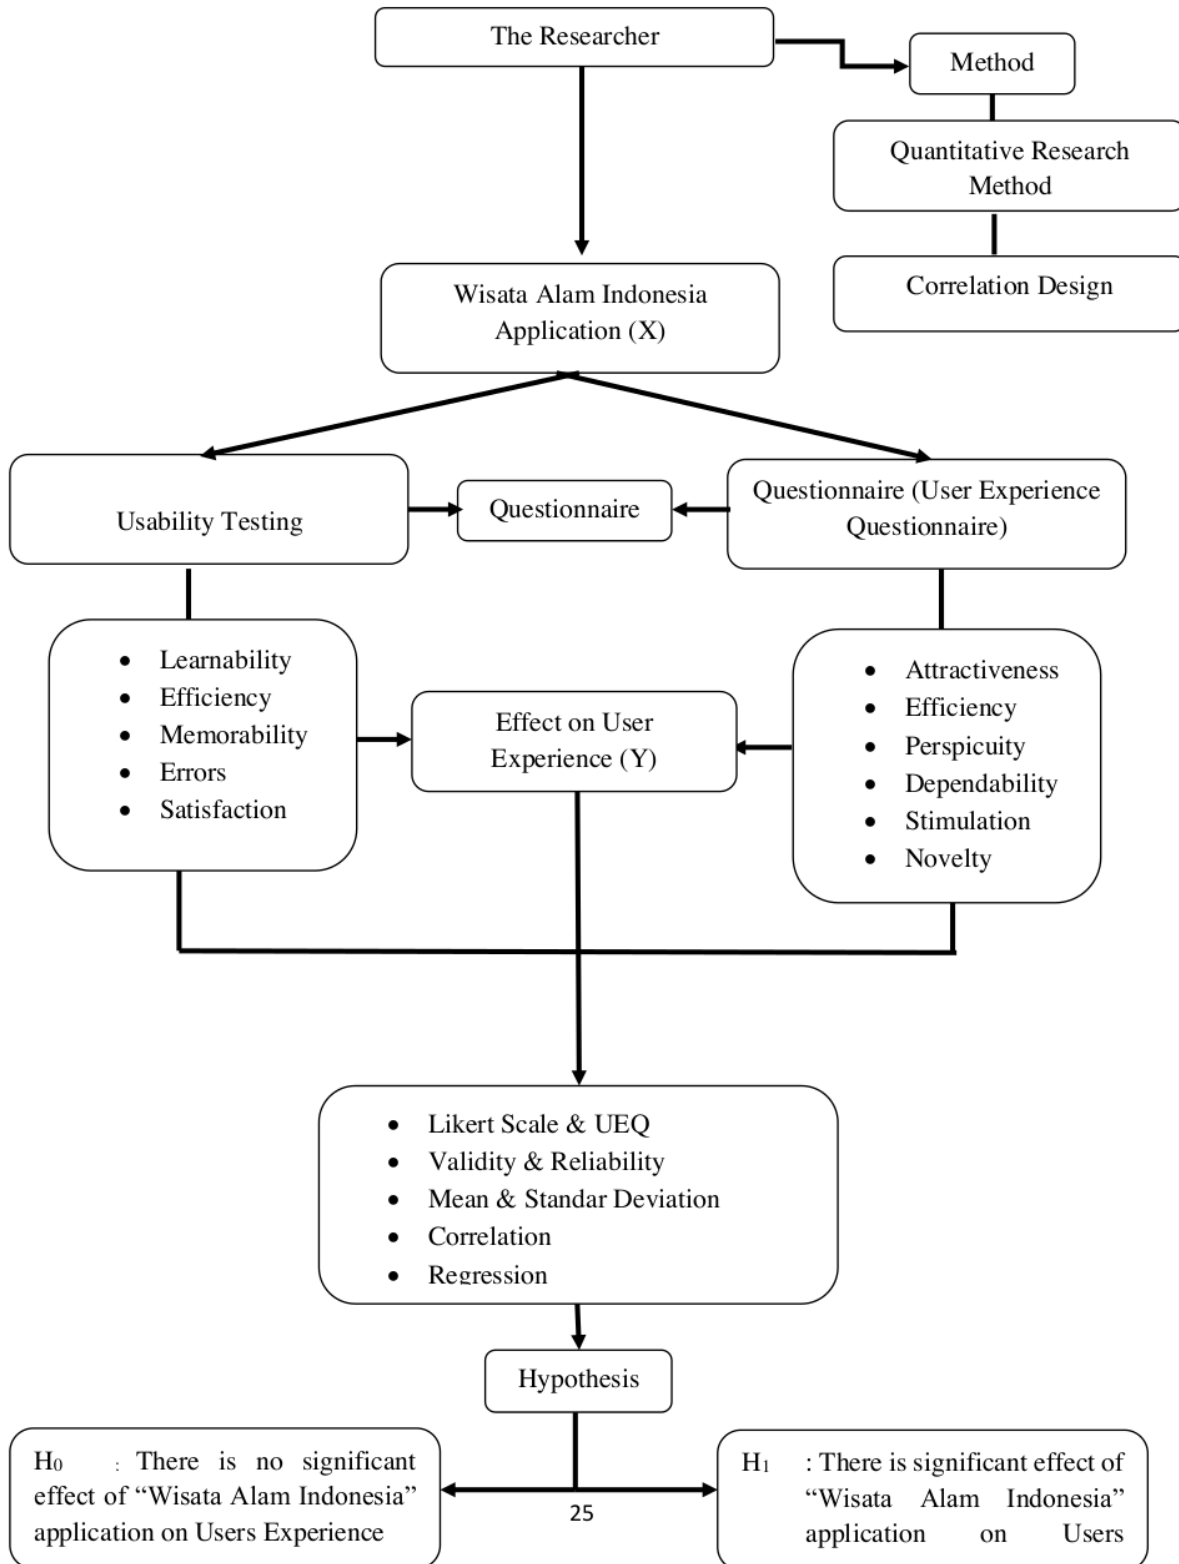 The Researcher
Method
Quantitative Research
Method
Correlation Design
Wisata Alam Indonesia
Application (X)
Usability Testing
Questionnaire
Questionnaire (User Experience
Questionnaire)
• Learnability
• Efficiency
• Memorability
• Errors
• Satisfaction
Effect on User
Experience (Y)
• Attractiveness
• Efficiency
• Perspicuity
• Dependability
• Stimulation
• Novelty
• Likert Scale & UEQ
• Validity & Reliability
• Mean & Standar Deviation
• Correlation
• Regression
Hypothesis
H0 : There is no significant
effect of “Wisata Alam Indonesia”
application on Users Experience
25
H1 : There is significant effect of
“Wisata Alam Indonesia”
application on Users